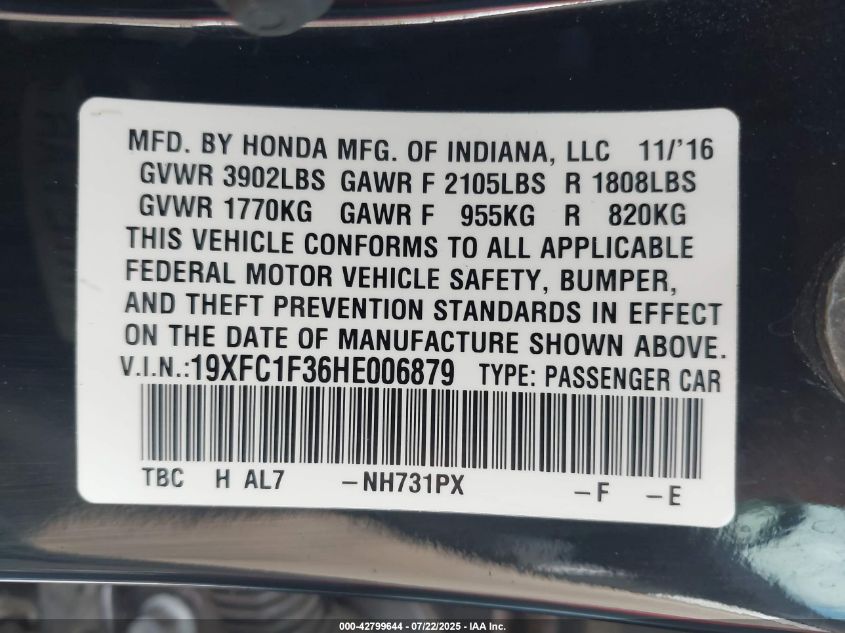 MFD. BY HONDA MFG. OF INDIANA, LLC 11/'16
GVWR 3902LBS GAWR F 2105LBS R 1808LBS
GVWR 1770KG GAWR F 955KG R 820KG
THIS VEHICLE CONFORMS TO ALL APPLICABLE
FEDERAL MOTOR VEHICLE SAFETY, BUMPER,
AND THEFT PREVENTION STANDARDS IN EFFECT
ON THE DATE OF MANUFACTURE SHOWN ABOVE.
V.I.N.:19XFC1F36HE006879 TYPE: PASSENGER CAR
TBC H AL7 -NH731PX -F -E
000-42799644 - 07/22/2025 - IAA Inc.